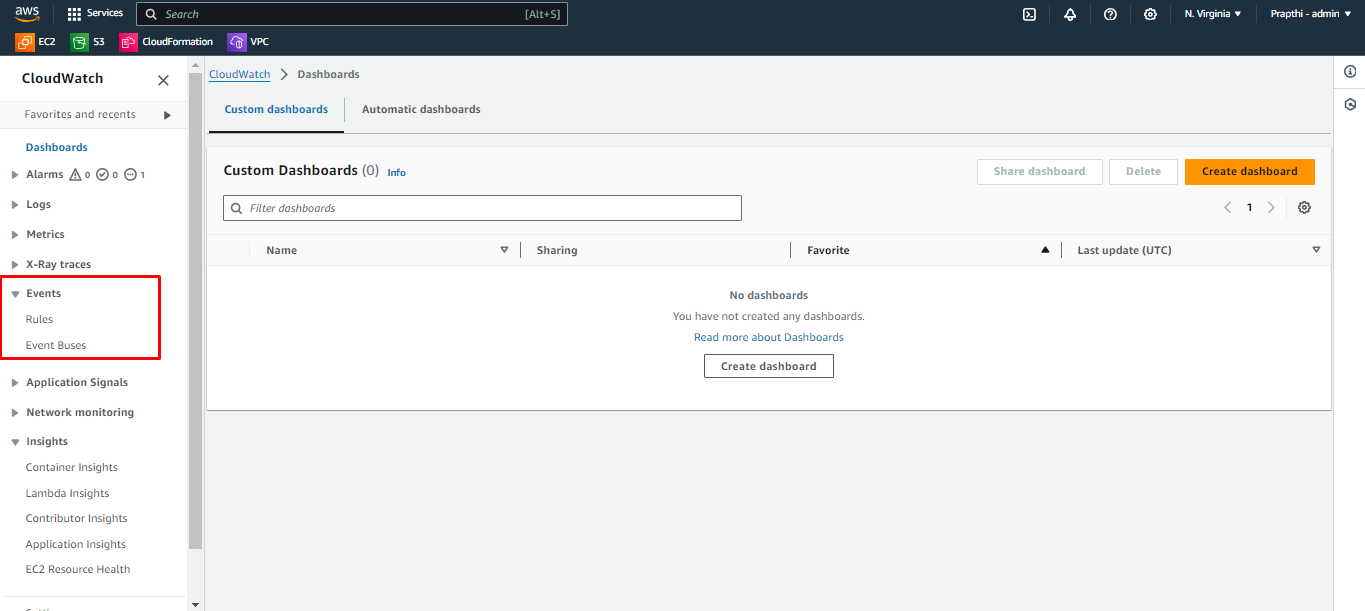 aws Services Search [Alt+S] N. Virginia Prapthi - admin
EC2 S3 CloudFormation VPC
CloudWatch
Favorites and recents
Dashboards
Alarms 0 0 1
Logs
Metrics
X-Ray traces
Events
Rules
Event Buses
Application Signals
Network monitoring
Insights
Container Insights
Lambda Insights
Contributor Insights
Application Insights
EC2 Resource Health
CloudWatch Dashboards
Custom dashboards Automatic dashboards
Custom Dashboards (0) Info Share dashboard Delete Create dashboard
Filter dashboards 1
Name Sharing Favorite Last update (UTC)
No dashboards
You have not created any dashboards.
Read more about Dashboards
Create dashboard